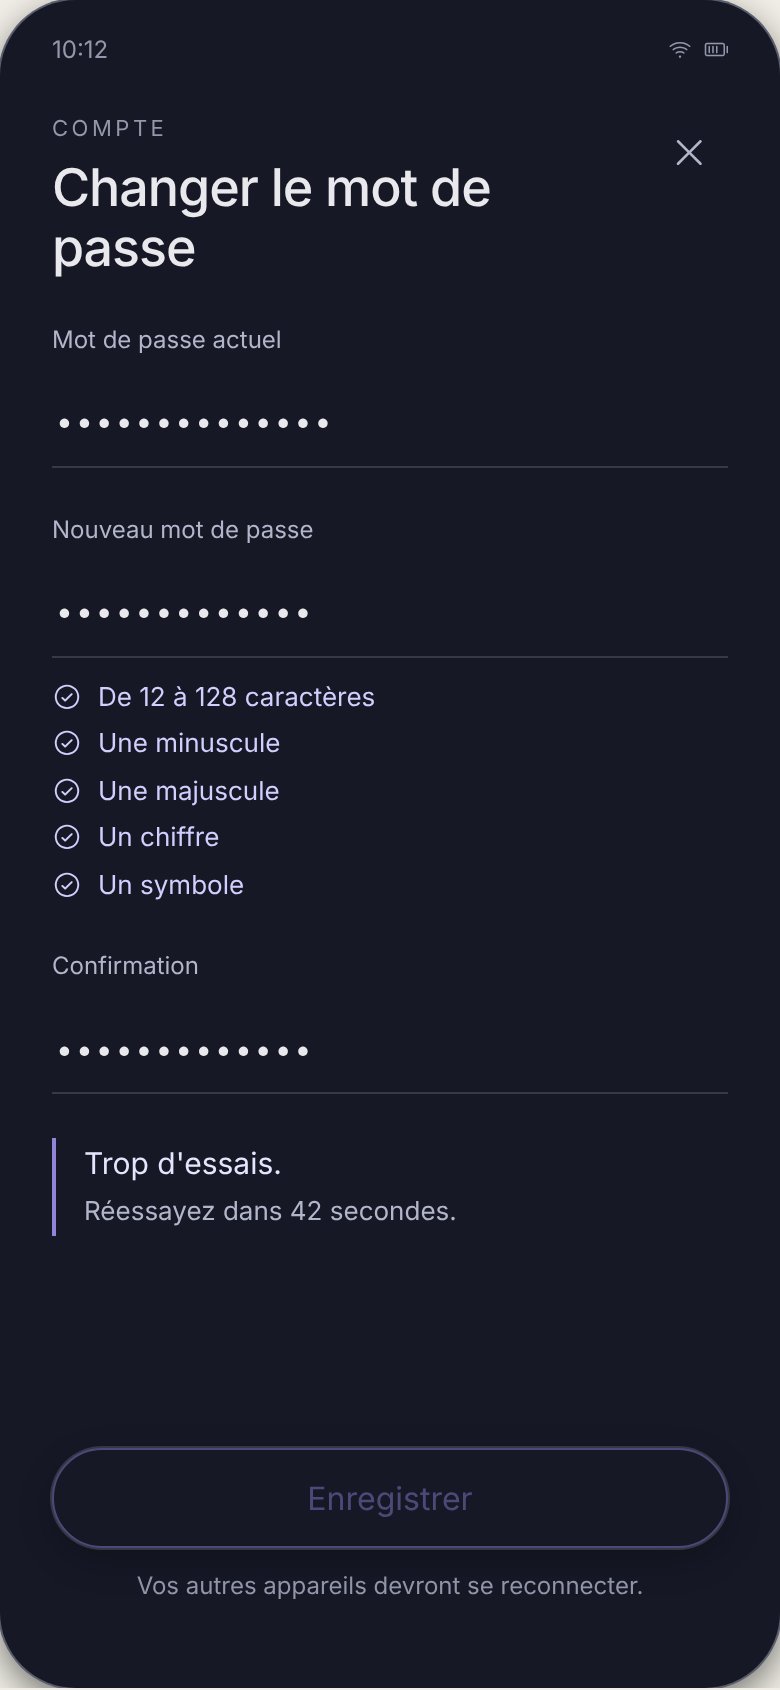 10:12
COMPTE
Changer le mot de
passe
Mot de passe actuel
••••••••••••••
Nouveau mot de passe
•••••••••••••
De 12 à 128 caractères
Une minuscule
Une majuscule
Un chiffre
Un symbole
Confirmation
•••••••••••••
Trop d'essais.
Réessayez dans 42 secondes.
Enregistrer
Vos autres appareils devront se reconnecter.